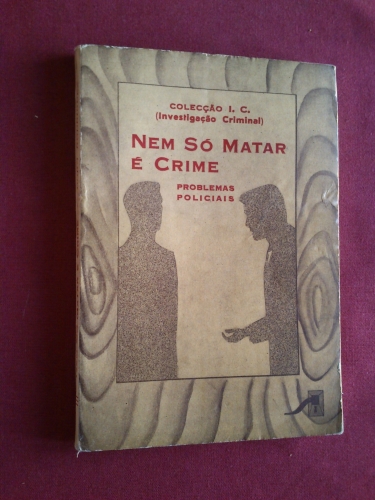 COLECÇÃO I. C.
(Investigação Criminal)
NEM SÓ MATAR
É CRIME
PROBLEMAS
POLICIAIS